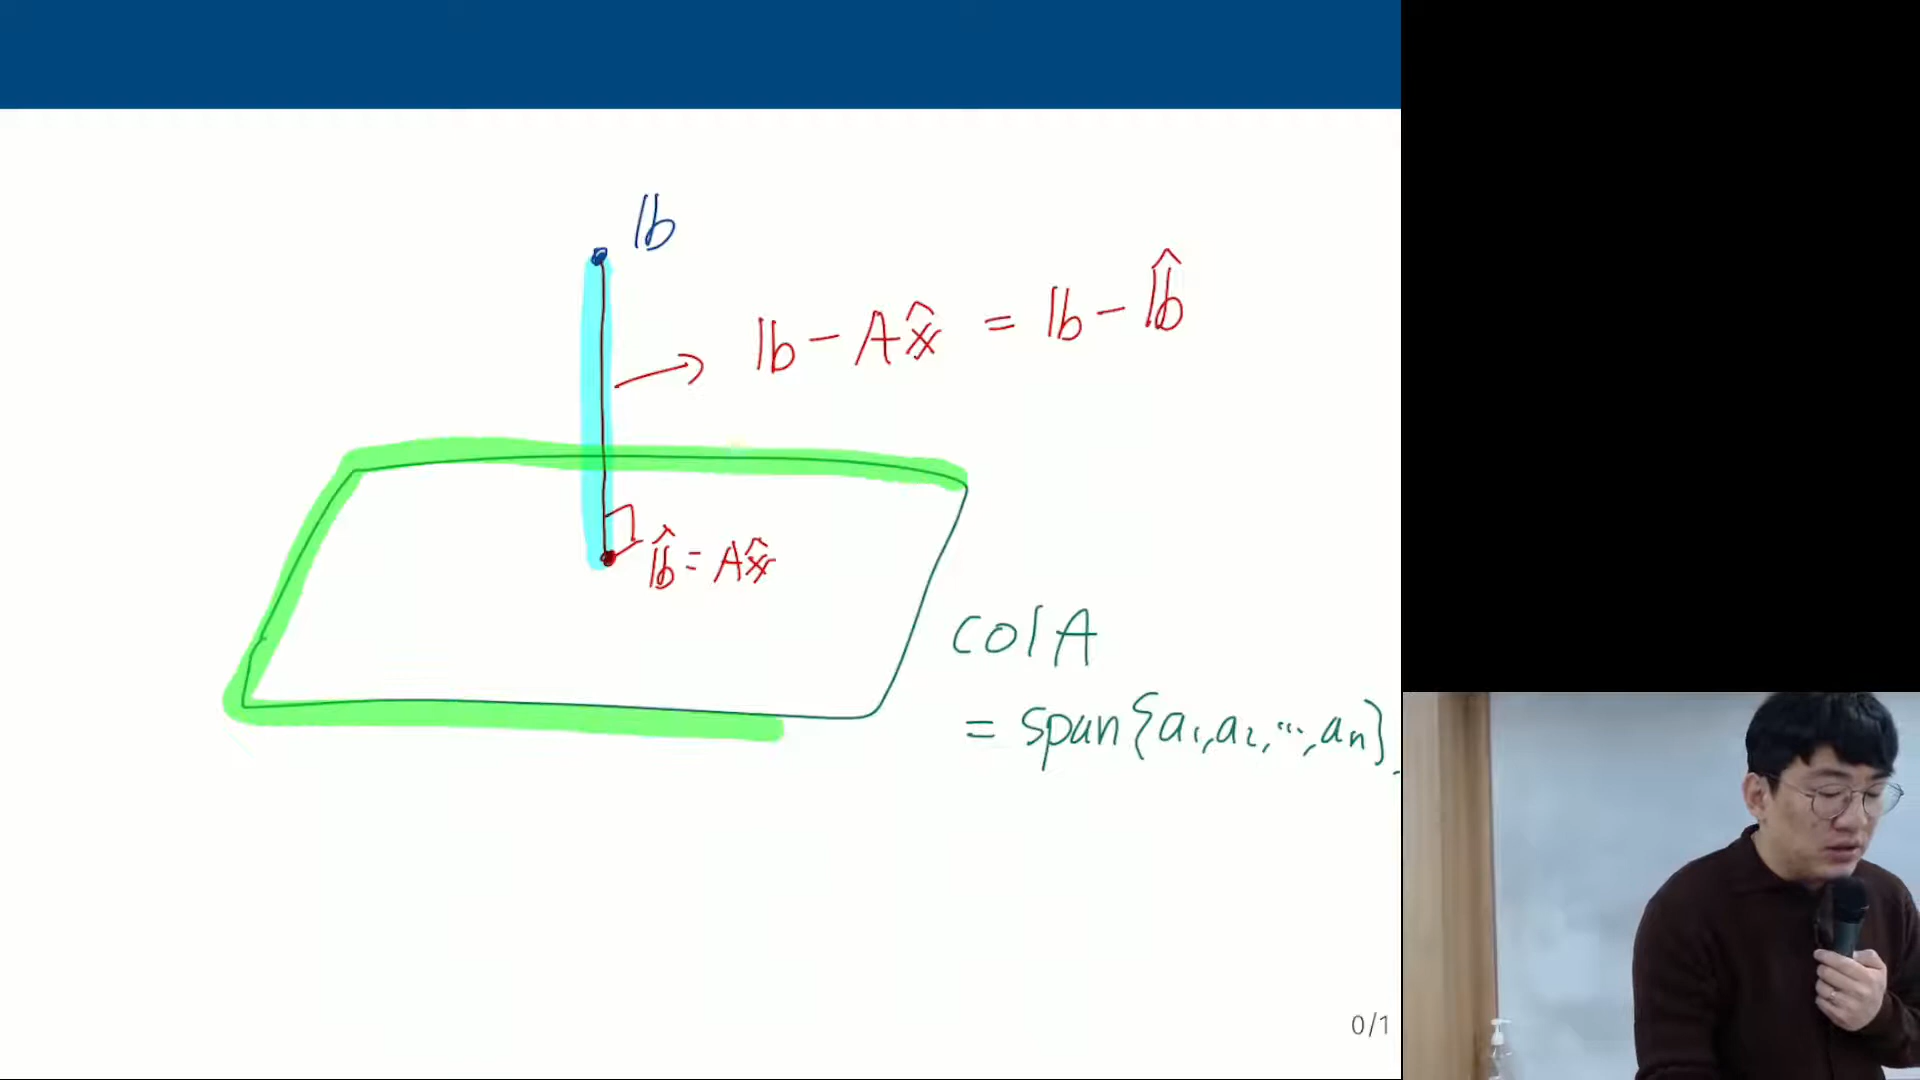 𝕓
𝕓 - A𝕩̂ = 𝕓 - 𝕓̂
𝕓̂ = A𝕩̂
col A
= span{a₁, a₂, ⋯, aₙ}.
0/1